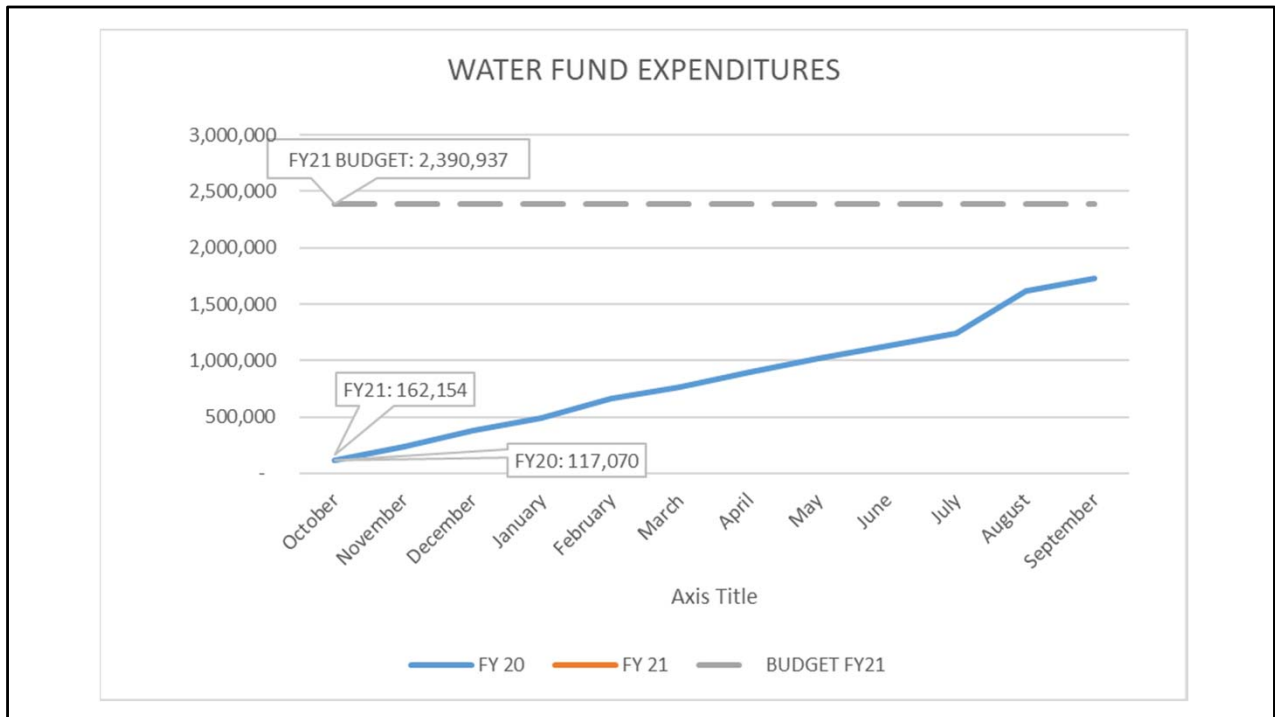 WATER FUND EXPENDITURES
3,000,000
FY21 BUDGET: 2,390,937
2,500,000
2,000,000
1,500,000
1,000,000
FY21: 162,154
500,000
FY20: 117,070
-
October
November
December
January
February
March
April
May
June
July
August
September
Axis Title
FY 20
FY 21
BUDGET FY21